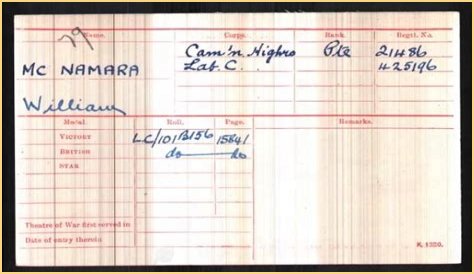 79
Name. Corps. Rank. Regtl. No.
MC NAMARA Cam'n Highrs Pte 21486
Lab. C. 425196
William
Medal. Roll. Page. Remarks.
VICTORY LC/101B156 15841
BRITISH do do
STAR
Theatre of War first served in
Date of entry therein
K. 1380.